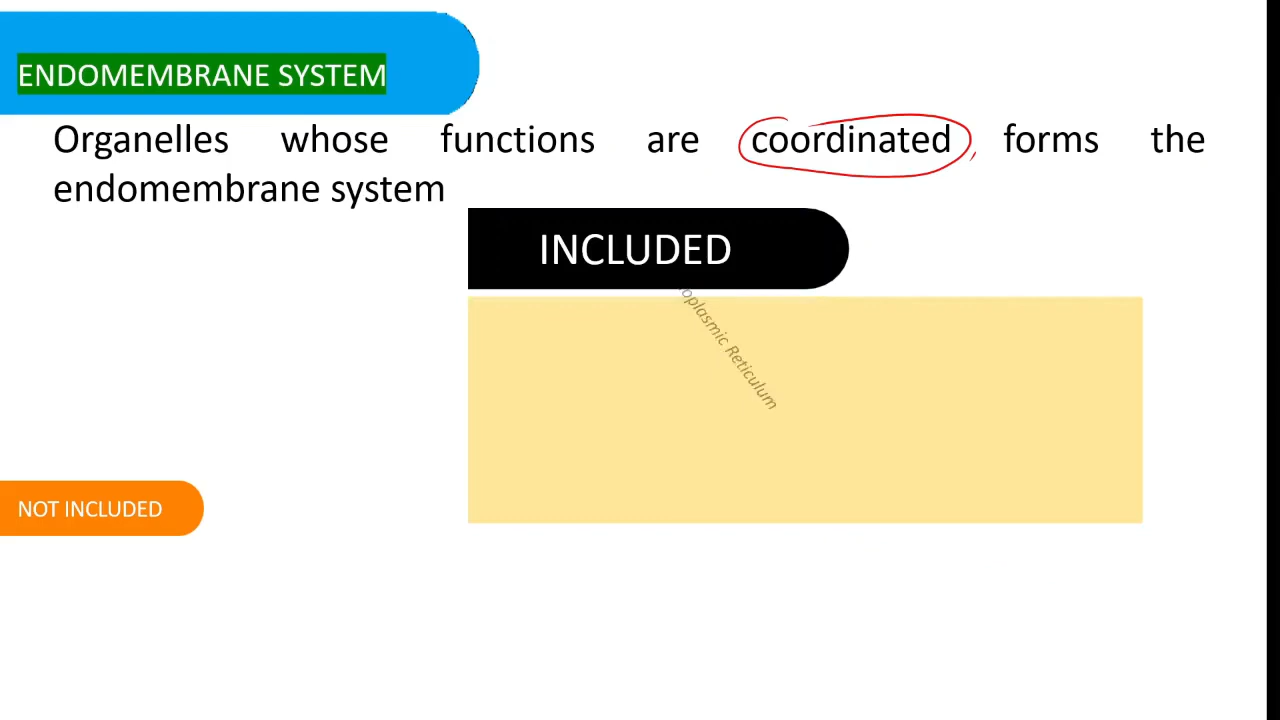 ENDOMEMBRANE SYSTEM
Organelles whose functions are coordinated forms the
endomembrane system
INCLUDED
Reticulum
NOT INCLUDED